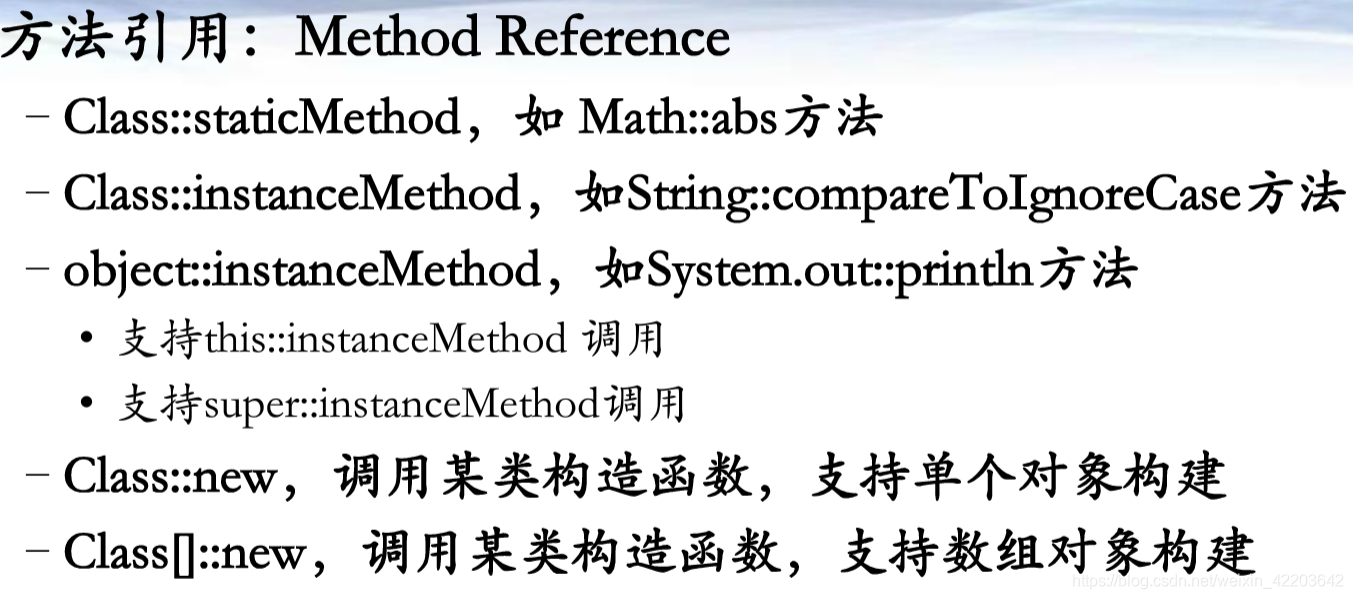 方法引用：Method Reference
– Class::staticMethod，如 Math::abs方法
– Class::instanceMethod，如String::compareToIgnoreCase方法
– object::instanceMethod，如System.out::println方法
• 支持this::instanceMethod 调用
• 支持super::instanceMethod调用
– Class::new，调用某类构造函数，支持单个对象构建
– Class[]::new，调用某类构造函数，支持数组对象构建
https://blog.csdn.net/weixin_42203642